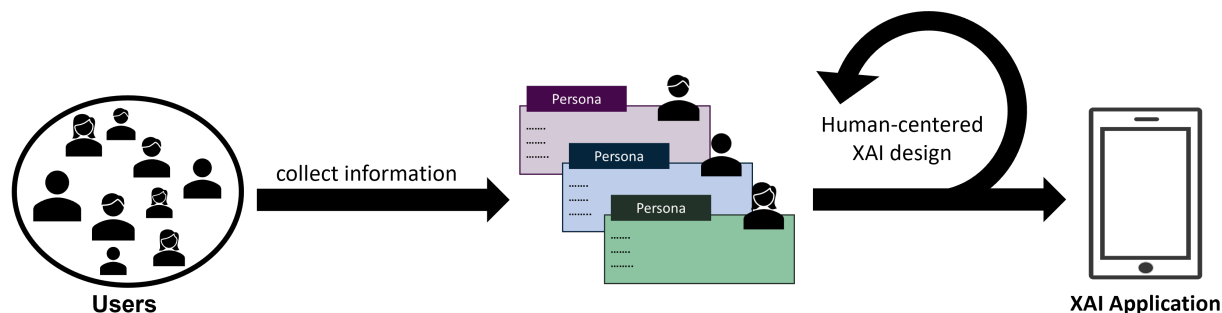 Users
collect information
Persona
.......
.......
........
Persona
.......
.......
........
Persona
.......
.......
........
Human-centered
XAI design
XAI Application